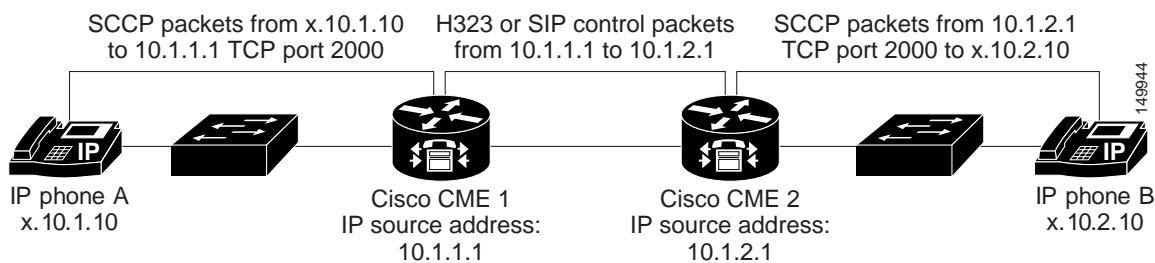 SCCP packets from x.10.1.10
to 10.1.1.1 TCP port 2000
H323 or SIP control packets
from 10.1.1.1 to 10.1.2.1
SCCP packets from 10.1.2.1
TCP port 2000 to x.10.2.10
149944
IP
IP
IP phone A
x.10.1.10
Cisco CME 1
IP source address:
10.1.1.1
Cisco CME 2
IP source address:
10.1.2.1
IP phone B
x.10.2.10